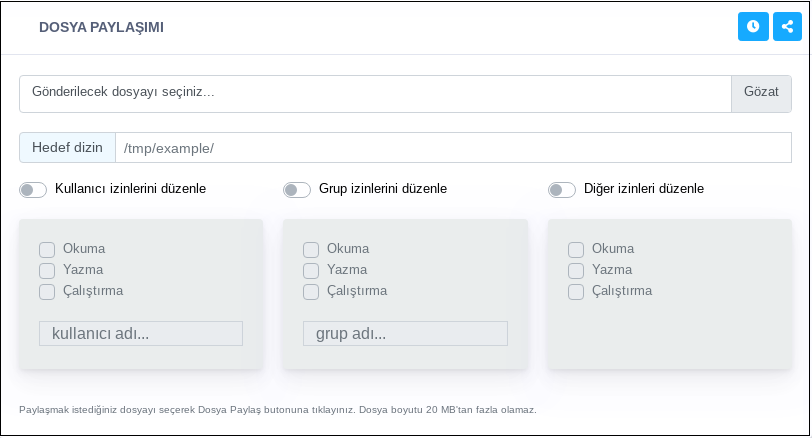 DOSYA PAYLAŞIMI
Gönderilecek dosyayı seçiniz...
Gözat
Hedef dizin
/tmp/example/
Kullanıcı izinlerini düzenle
Grup izinlerini düzenle
Diğer izinleri düzenle
Okuma
Yazma
Çalıştırma
kullanıcı adı...
Okuma
Yazma
Çalıştırma
grup adı...
Okuma
Yazma
Çalıştırma
Paylaşmak istediğiniz dosyayı seçerek Dosya Paylaş butonuna tıklayınız. Dosya boyutu 20 MB'tan fazla olamaz.